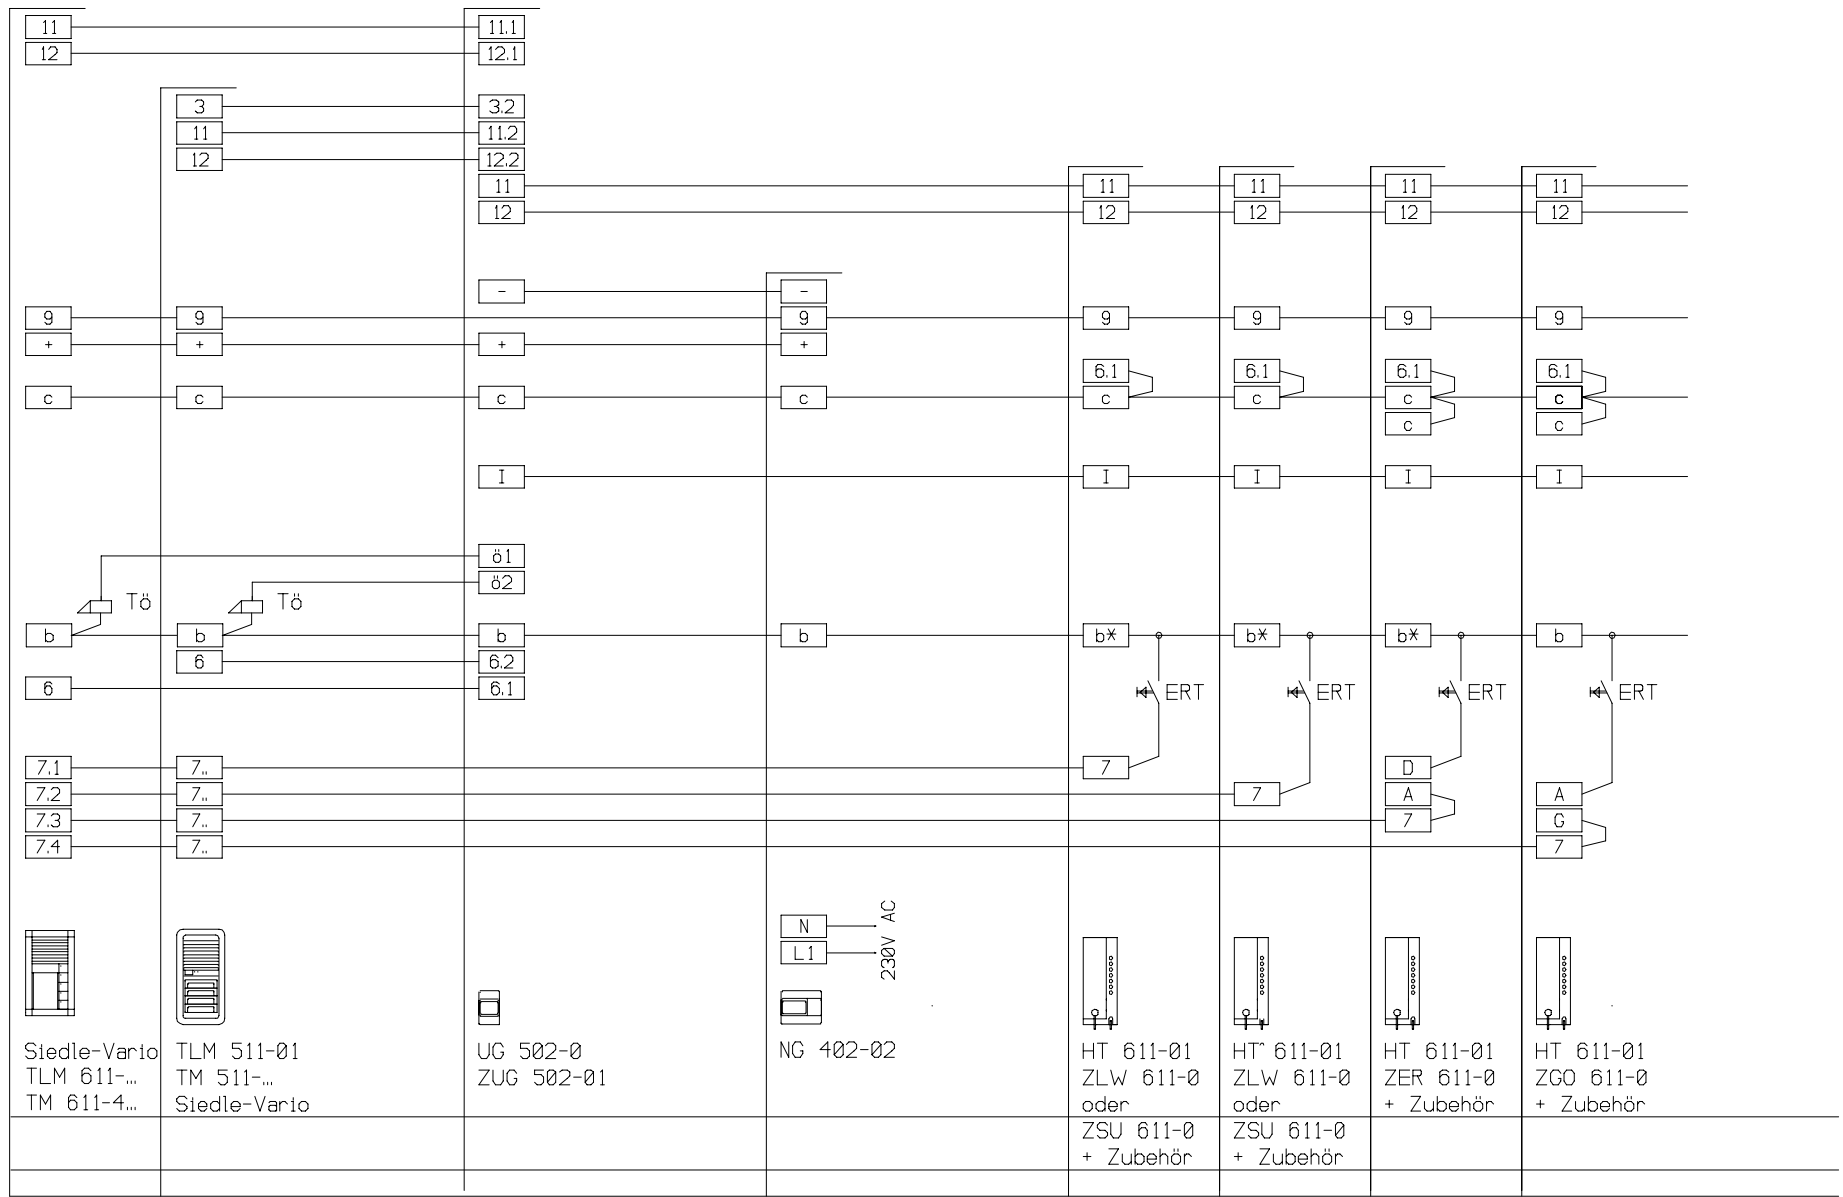 11 11.1
12 12.1
3 3.2
11 11.2
12 12.2
11 11 11 11 11
12 12 12 12 12
- -
9 9 9 9 9 9 9
+ + + +
6.1 6.1 6.1 6.1
c c c c c c c c
c c
I I I I I
ö1
ö2
Tö Tö
b b b b b* b* b* b
6 6.2
6 6.1
ERT ERT ERT ERT
7.1 7.. 7 D
7.2 7.. 7 A A
7.3 7.. 7 G
7.4 7.. 7
N
L1
230V AC
Siedle-Vario
TLM 611-...
TM 611-4...
TLM 511-01
TM 511-...
Siedle-Vario
UG 502-0
ZUG 502-01
NG 402-02
HT 611-01
ZLW 611-0
oder
ZSU 611-0
+ Zubehör
HT 611-01
ZLW 611-0
oder
ZSU 611-0
+ Zubehör
HT 611-01
ZER 611-0
+ Zubehör
HT 611-01
ZGO 611-0
+ Zubehör